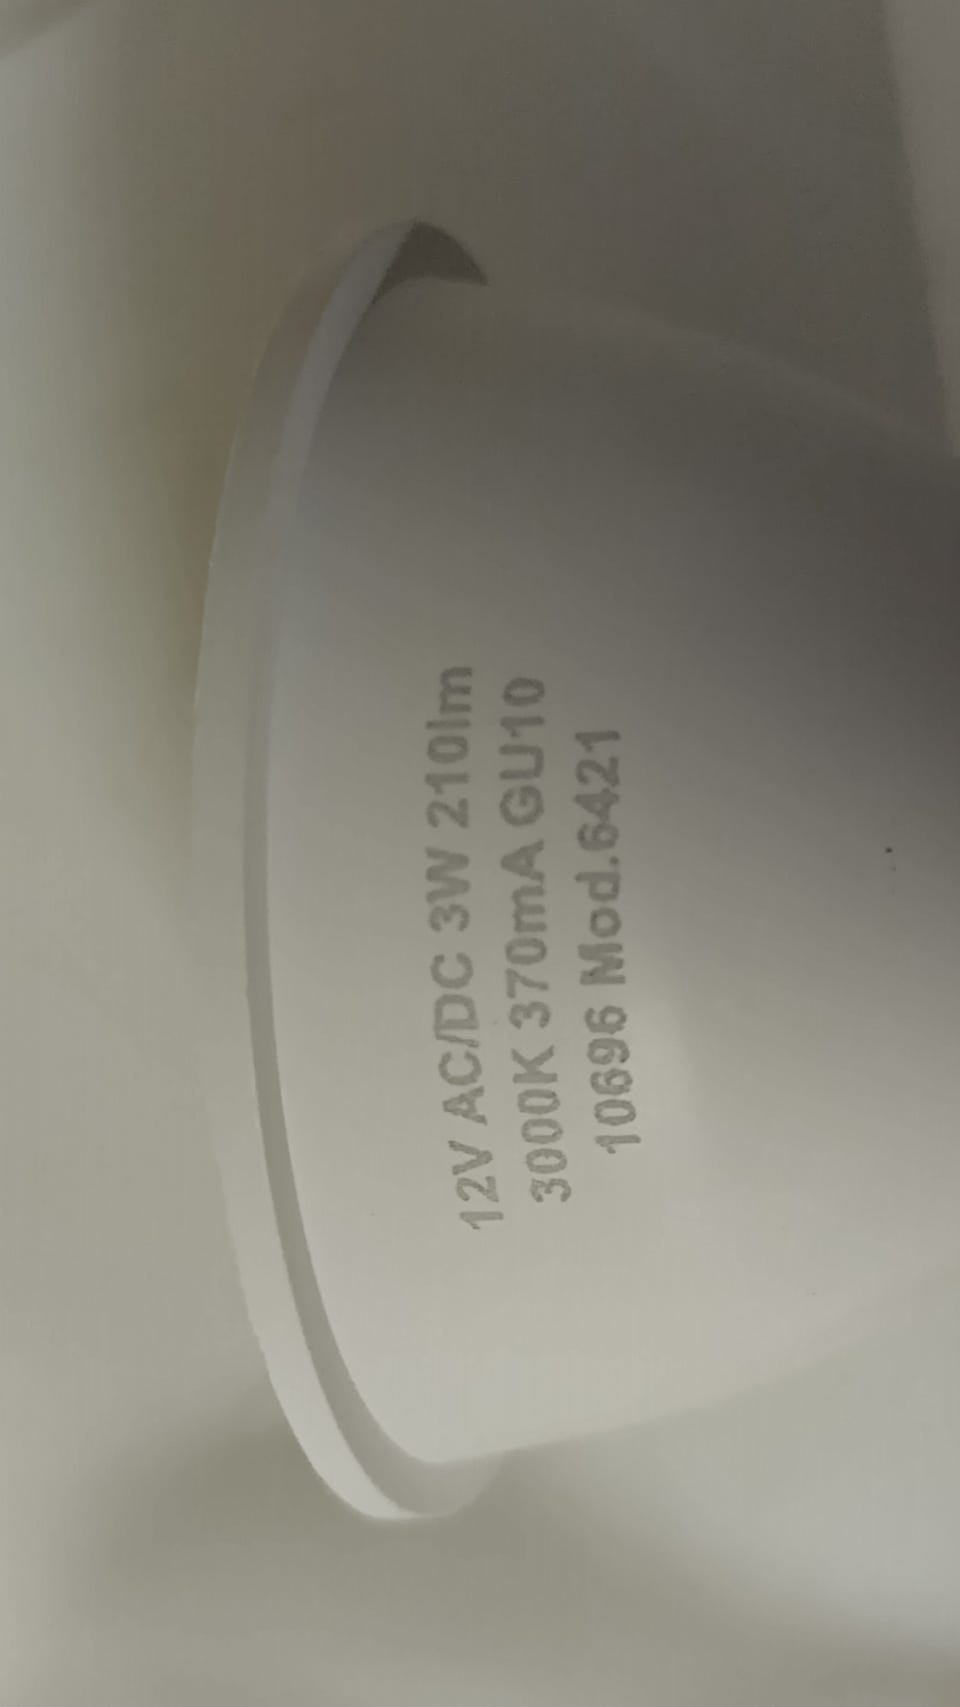 12V AC/DC 3W 210lm
3000K 370mA GU10
10696 Mod.6421